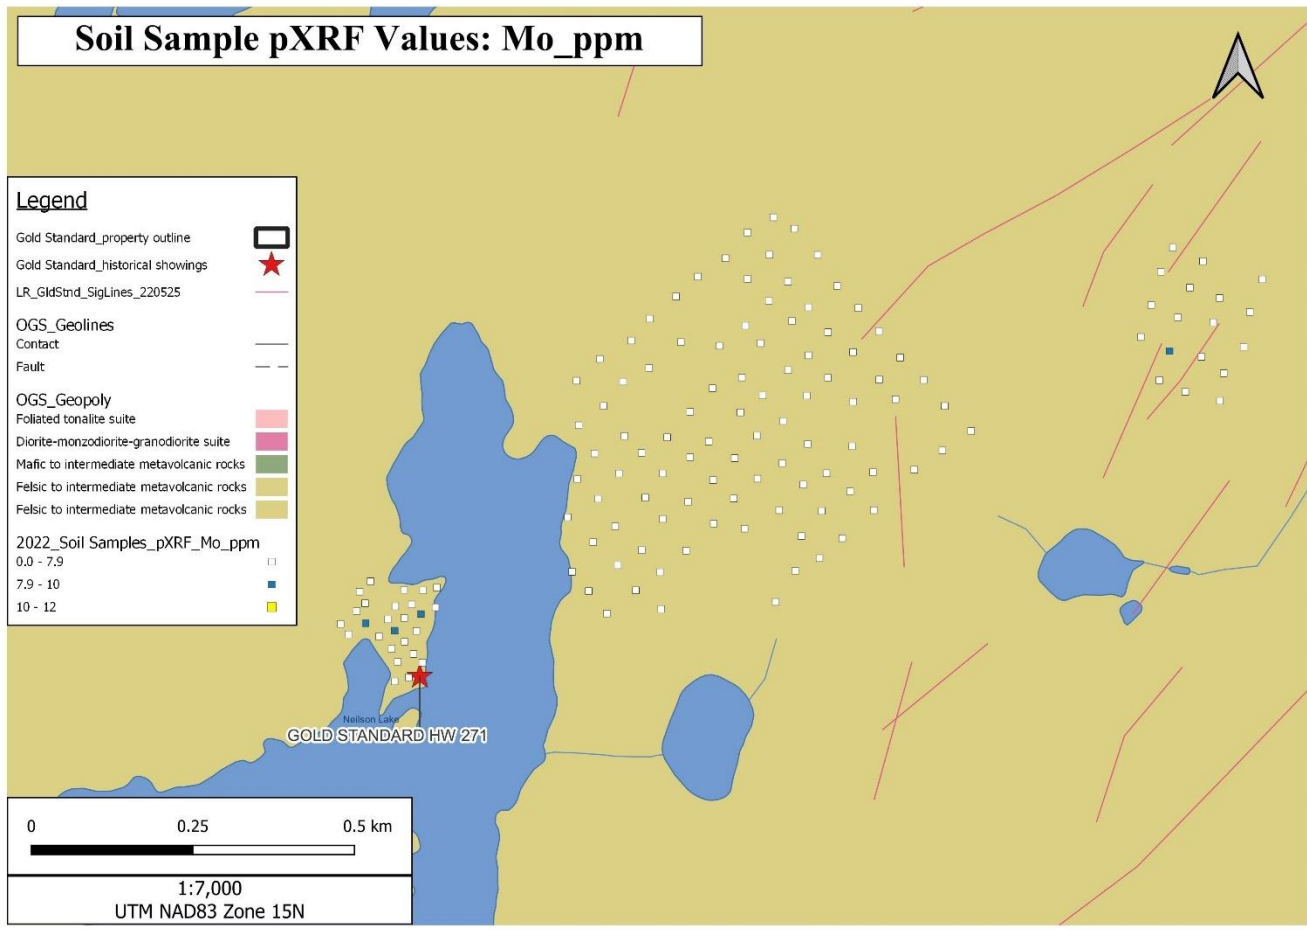 Soil Sample pXRF Values: Mo_ppm
Legend
Gold Standard_property outline
Gold Standard_historical showings
LR_GldStnd_SigLines_220525
OGS_Geolines
Contact
Fault
OGS_Geopoly
Foliated tonalite suite
Diorite-monzodiorite-granodiorite suite
Mafic to intermediate metavolcanic rocks
Felsic to intermediate metavolcanic rocks
Felsic to intermediate metavolcanic rocks
2022_Soil Samples_pXRF_Mo_ppm
0.0 - 7.9
7.9 - 10
10 - 12
Neilson Lake
GOLD STANDARD HW 271
0 0.25 0.5 km
1:7,000
UTM NAD83 Zone 15N